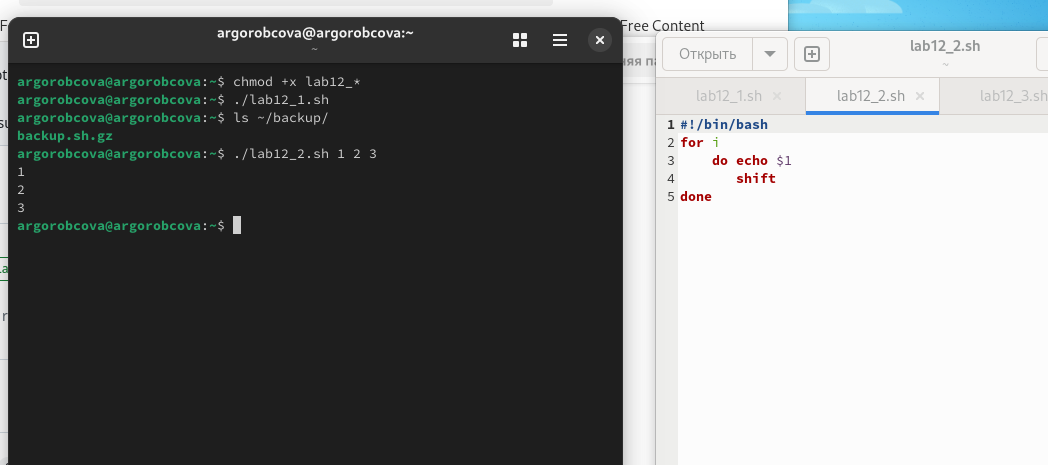 Free Content
argorobcova@argorobcova:~
~
argorobcova@argorobcova:~$ chmod +x lab12_*
argorobcova@argorobcova:~$ ./lab12_1.sh
argorobcova@argorobcova:~$ ls ~/backup/
backup.sh.gz
argorobcova@argorobcova:~$ ./lab12_2.sh 1 2 3
1
2
3
argorobcova@argorobcova:~$
Открыть
lab12_2.sh
~
lab12_1.sh ×
lab12_2.sh ×
lab12_3.sh
1 #!/bin/bash
2 for i
3 do echo $1
4 shift
5 done